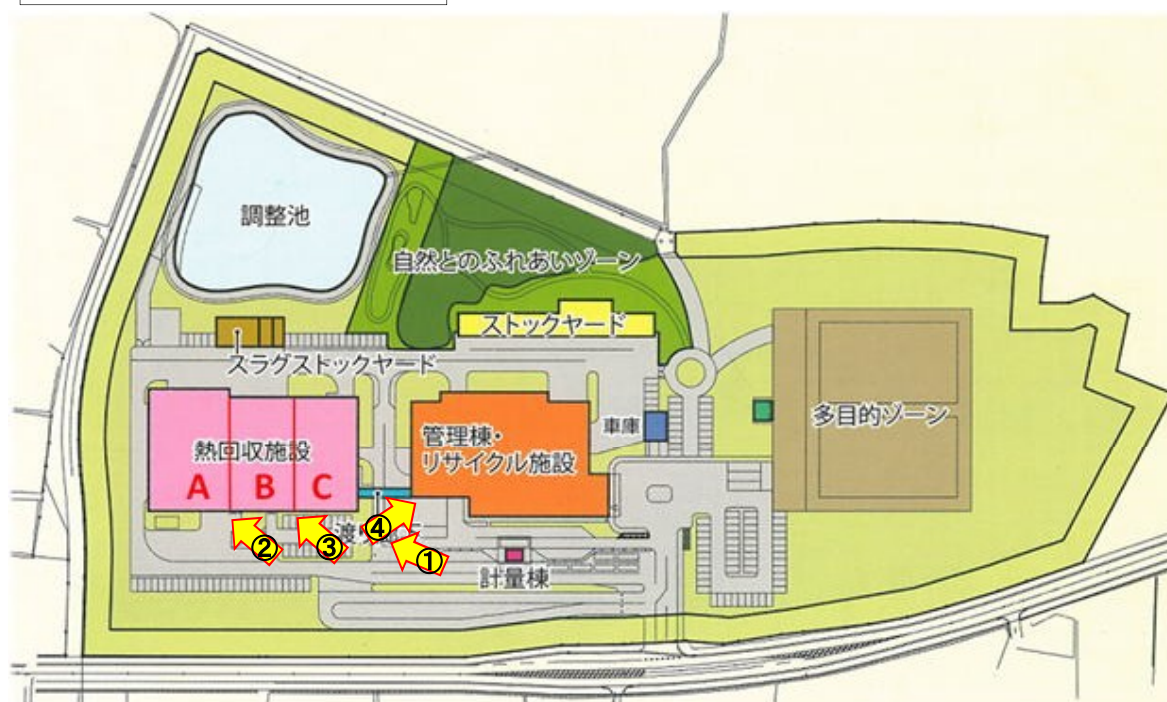 調整池
自然とのふれあいゾーン
ストックヤード
スラグストックヤード
熱回収施設
A B C
管理棟・
リサイクル施設
車庫
多目的ゾーン
渡
④
②
③
①
計量棟